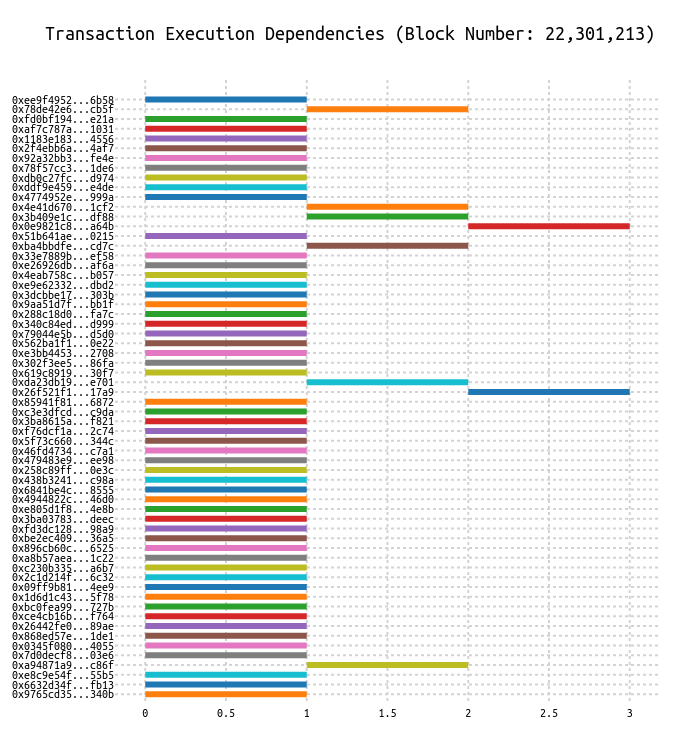 Transaction Execution Dependencies (Block Number: 22,301,213)
0xee9f4952...6b58
0x78de42e6...cb5f
0xfd0bf194...e21a
0xaf7c787a...1031
0x1183e183...4556
0x2f4ebb6a...4af7
0x92a32bb3...fe4e
0x78f57cc3...1de6
0xdb0c27fc...d974
0xddf9e459...e4de
0x4774952e...999a
0x4e41d670...1cf2
0x3b409e1c...df88
0x0e9821c8...a64b
0x51b641ae...0215
0xba4bbdfe...cd7c
0x33e7889b...ef58
0xe26926db...af6a
0x4eab758c...b057
0xe9e62332...dbd2
0x3dcbbe17...303b
0x9aa51d7f...bb1f
0x288c18d0...fa7c
0x340c84ed...d999
0x79044e5b...d5d0
0x562ba1f1...0e22
0xe3bb4453...2708
0x302f3ee5...86fa
0x619c8919...30f7
0xda23db19...e701
0x26f521f1...17a9
0x85941f81...6872
0xc3e3dfcd...c9da
0x3ba8615a...f821
0xf76dcf1a...2c74
0x5f73c660...344c
0x46fd4734...c7a1
0x479483e9...ee98
0x258c89ff...0e3c
0x438b3241...c98a
0x6841be4c...8555
0x4944822c...46d0
0xe805d1f8...4e8b
0x3ba03783...deec
0xfd3dc128...98a9
0xbe2ec409...36a5
0x896cb60c...6525
0xa8b57aea...1c22
0xc230b335...a6b7
0x2c1d214f...6c32
0x09ff9b81...4ee9
0x1d6d1c43...5f78
0xbc0fea99...727b
0xce4cb16b...f764
0x26442fe0...89ae
0x868ed57e...1de1
0x0345f080...4055
0x7d0decf8...03e6
0xa94871a9...c86f
0xe8c9e54f...55b5
0x6632d34f...fb13
0x9765cd35...340b
0 0.5 1 1.5 2 2.5 3